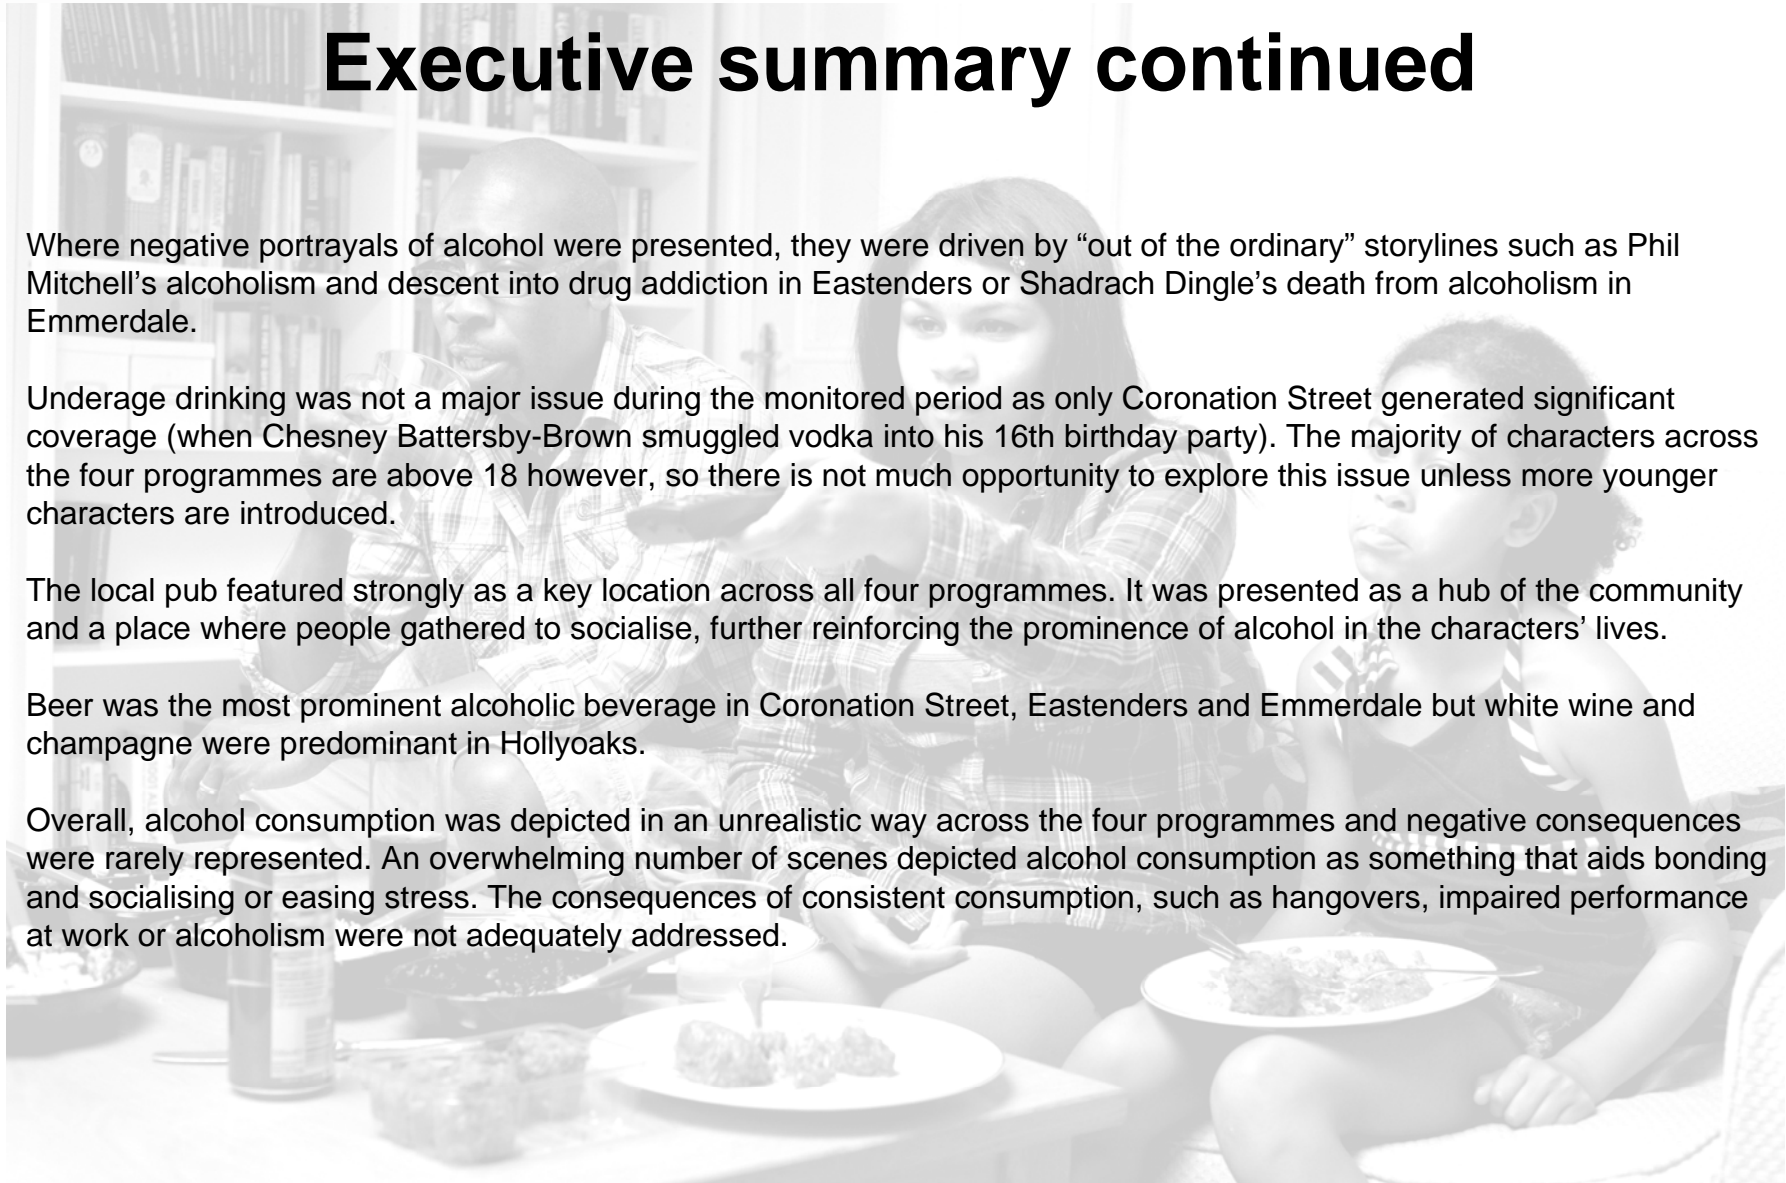 Executive summary continued
Where negative portrayals of alcohol were presented, they were driven by “out of the ordinary” storylines such as Phil
Mitchell’s alcoholism and descent into drug addiction in Eastenders or Shadrach Dingle’s death from alcoholism in
Emmerdale.
Underage drinking was not a major issue during the monitored period as only Coronation Street generated significant
coverage (when Chesney Battersby-Brown smuggled vodka into his 16th birthday party). The majority of characters across
the four programmes are above 18 however, so there is not much opportunity to explore this issue unless more younger
characters are introduced.
The local pub featured strongly as a key location across all four programmes. It was presented as a hub of the community
and a place where people gathered to socialise, further reinforcing the prominence of alcohol in the characters’ lives.
Beer was the most prominent alcoholic beverage in Coronation Street, Eastenders and Emmerdale but white wine and
champagne were predominant in Hollyoaks.
Overall, alcohol consumption was depicted in an unrealistic way across the four programmes and negative consequences
were rarely represented. An overwhelming number of scenes depicted alcohol consumption as something that aids bonding
and socialising or easing stress. The consequences of consistent consumption, such as hangovers, impaired performance
at work or alcoholism were not adequately addressed.